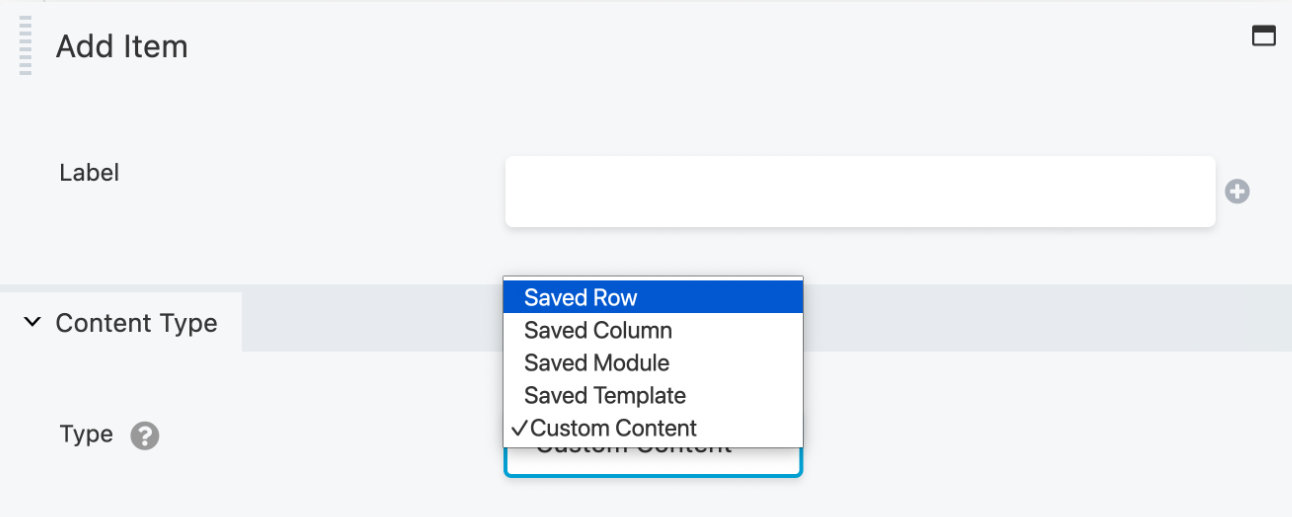 Add Item
Label
Content Type
Saved Row
Saved Column
Saved Module
Saved Template
✓Custom Content
Type ?
Custom Content